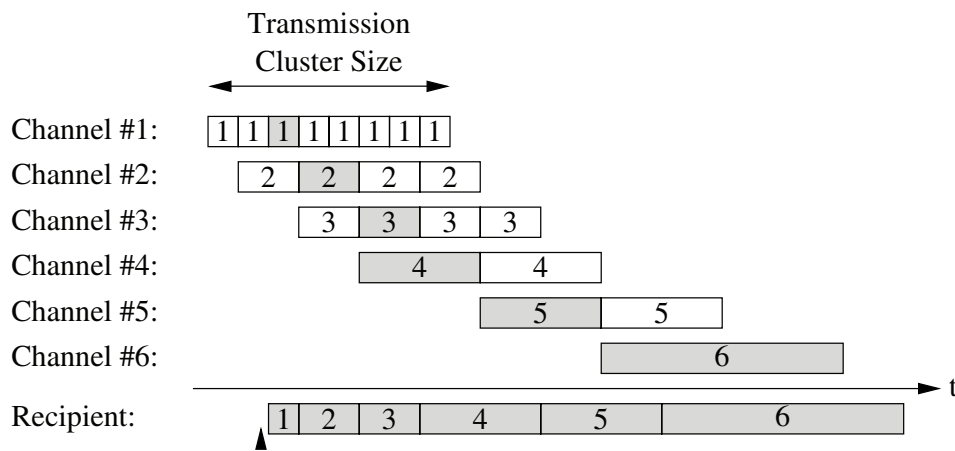 Transmission
Cluster Size
Channel #1: 1 1 1 1 1 1 1 1
Channel #2: 2 2 2 2
Channel #3: 3 3 3 3
Channel #4: 4 4
Channel #5: 5 5
Channel #6: 6
t
Recipient: 1 2 3 4 5 6